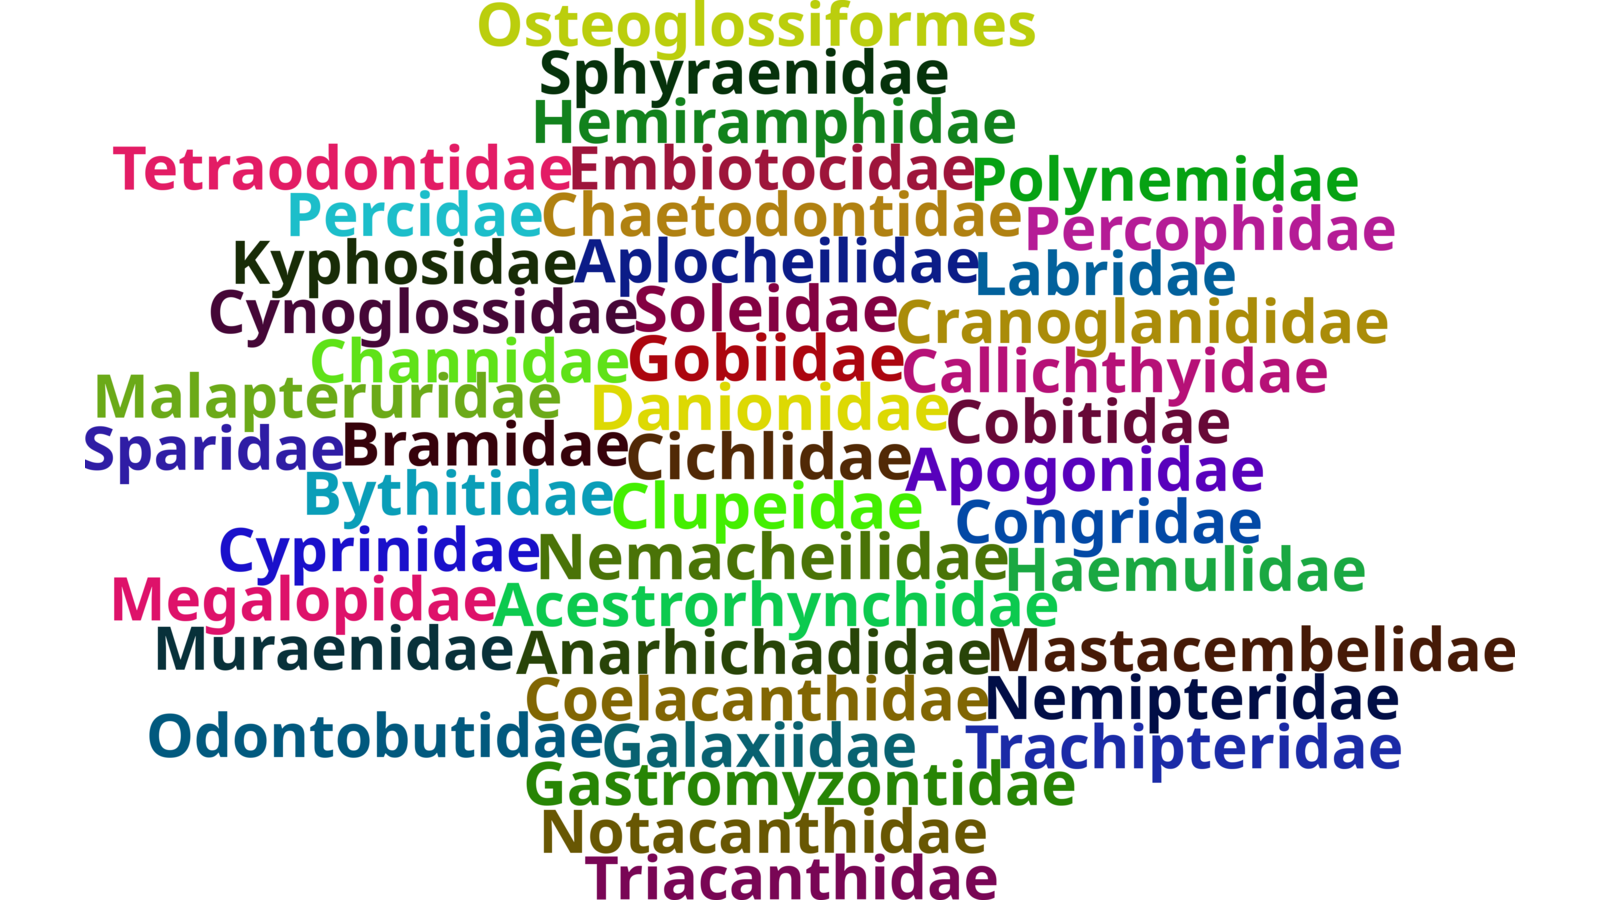 Osteoglossiformes
Sphyraenidae
Hemiramphidae
Tetraodontidae Embiotocidae Polynemidae
Percidae Chaetodontidae Percophidae
Kyphosidae Aplocheilidae Labridae
Cynoglossidae Soleidae Cranoglanididae
Channidae Gobiidae Callichthyidae
Malapteruridae Danionidae Cobitidae
Sparidae Bramidae Cichlidae Apogonidae
Bythitidae Clupeidae Congridae
Cyprinidae Nemacheilidae Haemulidae
Megalopidae Acestrorhynchidae
Muraenidae Anarhichadidae Mastacembelidae
Coelacanthidae Nemipteridae
Odontobutidae Galaxiidae Trachipteridae
Gastromyzontidae
Notacanthidae
Triacanthidae